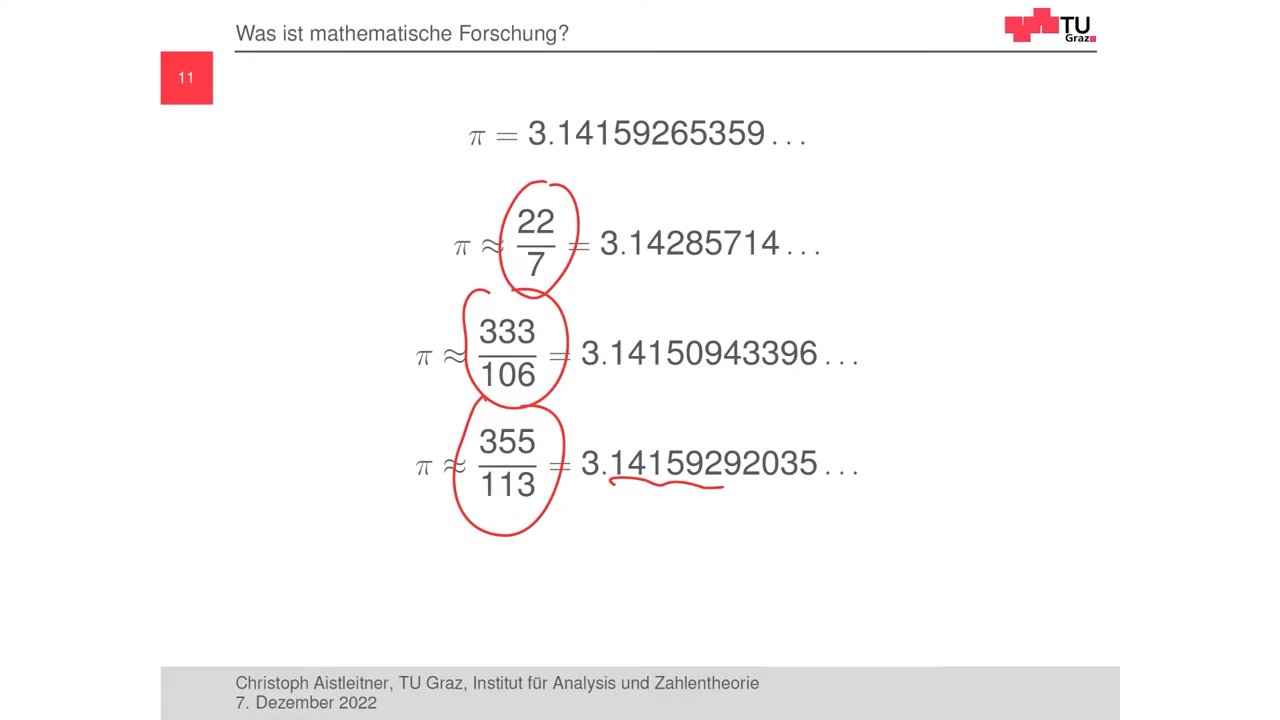 Was ist mathematische Forschung?
TU
Graz
11
π = 3.14159265359...
π ≈ 22/7 = 3.14285714...
π ≈ 333/106 = 3.14150943396...
π ≈ 355/113 = 3.14159292035...
Christoph Aistleitner, TU Graz, Institut für Analysis und Zahlentheorie
7. Dezember 2022